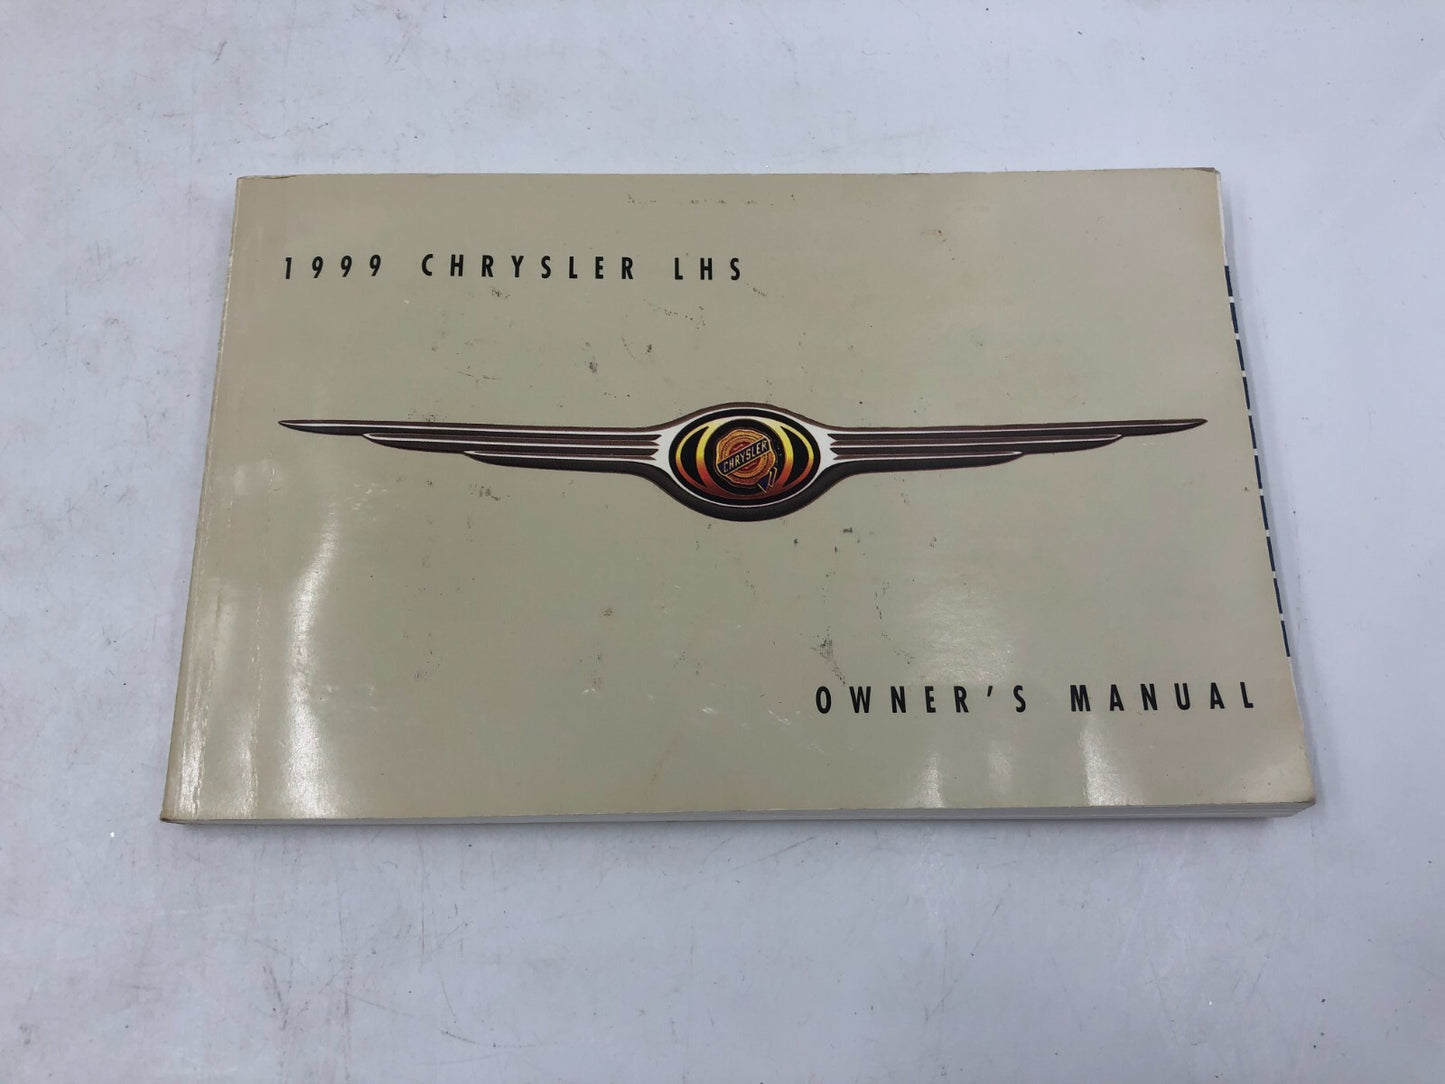 1999 CHRYSLER LHS
CHRYSLER
OWNER'S MANUAL